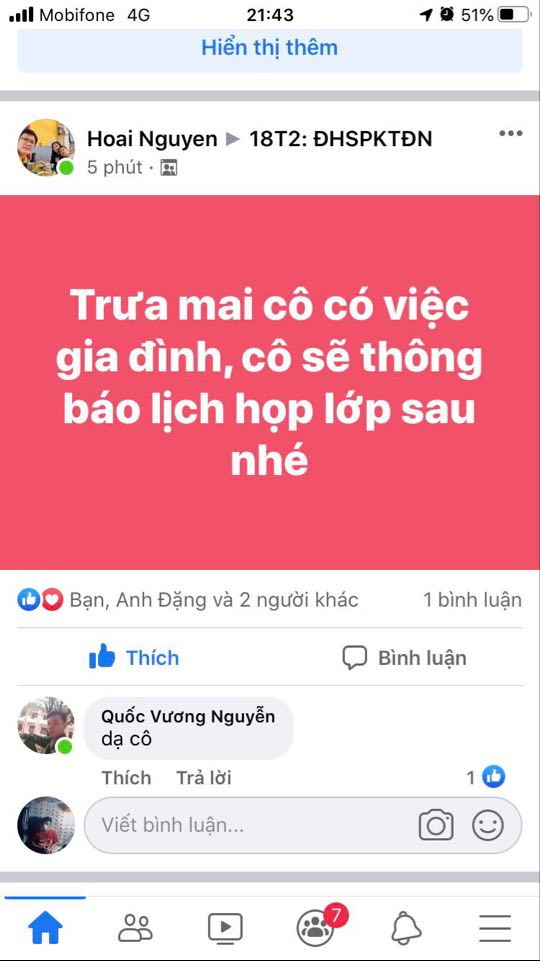 Mobifone 4G 21:43 51%
Hiển thị thêm
Hoai Nguyen ▶ 18T2: ĐHSPKTĐN
5 phút ·
Trưa mai cô có việc
gia đình, cô sẽ thông
báo lịch họp lớp sau
nhé
Bạn, Anh Đặng và 2 người khác 1 bình luận
Thích Bình luận
Quốc Vương Nguyễn
dạ cô
Thích Trả lời 1
Viết bình luận...
7